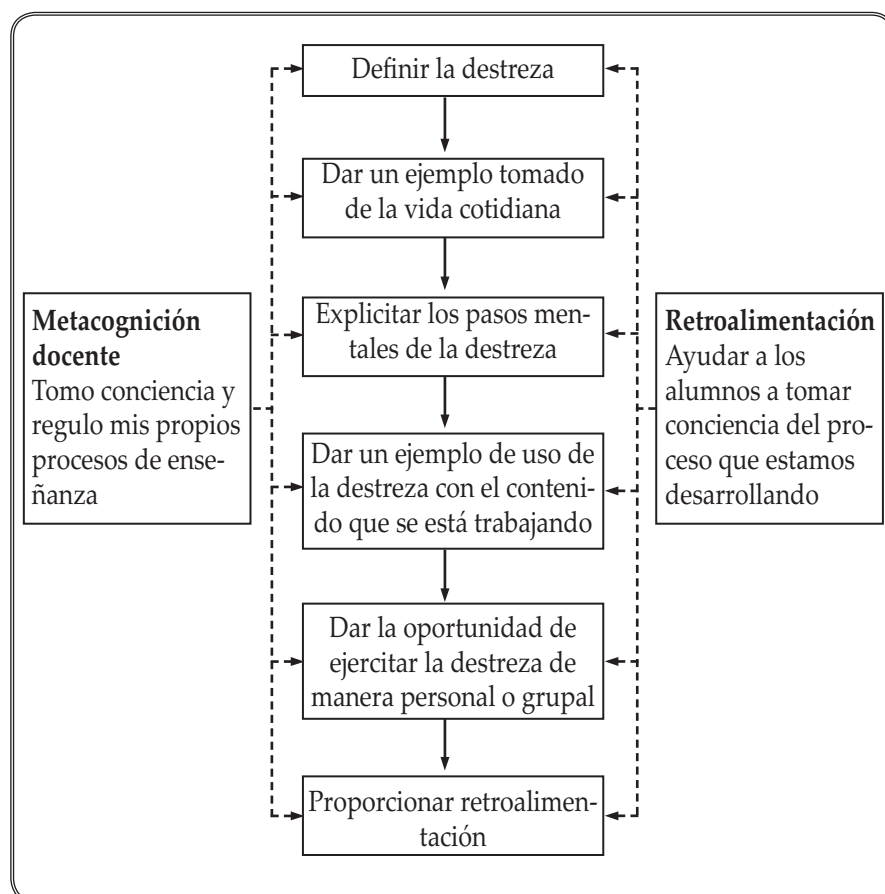 Definir la destreza
Dar un ejemplo tomado
de la vida cotidiana
Metacognición
docente
Tomo conciencia y
regulo mis propios
procesos de ense-
ñanza
Explicitar los pasos men-
tales de la destreza
Retroalimentación
Ayudar a los
alumnos a tomar
conciencia del pro-
ceso que estamos
desarrollando
Dar un ejemplo de uso de
la destreza con el conteni-
do que se está trabajando
Dar la oportunidad de
ejercitar la destreza de
manera personal o grupal
Proporcionar retroalimen-
tación